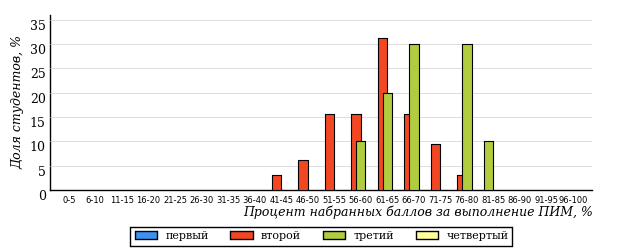 Доля студентов, %
35
30
25
20
15
10
5
0
0-5 6-10 11-15 16-20 21-25 26-30 31-35 36-40 41-45 46-50 51-55 56-60 61-65 66-70 71-75 76-80 81-85 86-90 91-95 96-100
Процент набранных баллов за выполнение ПИМ, %
первый второй третий четвертый